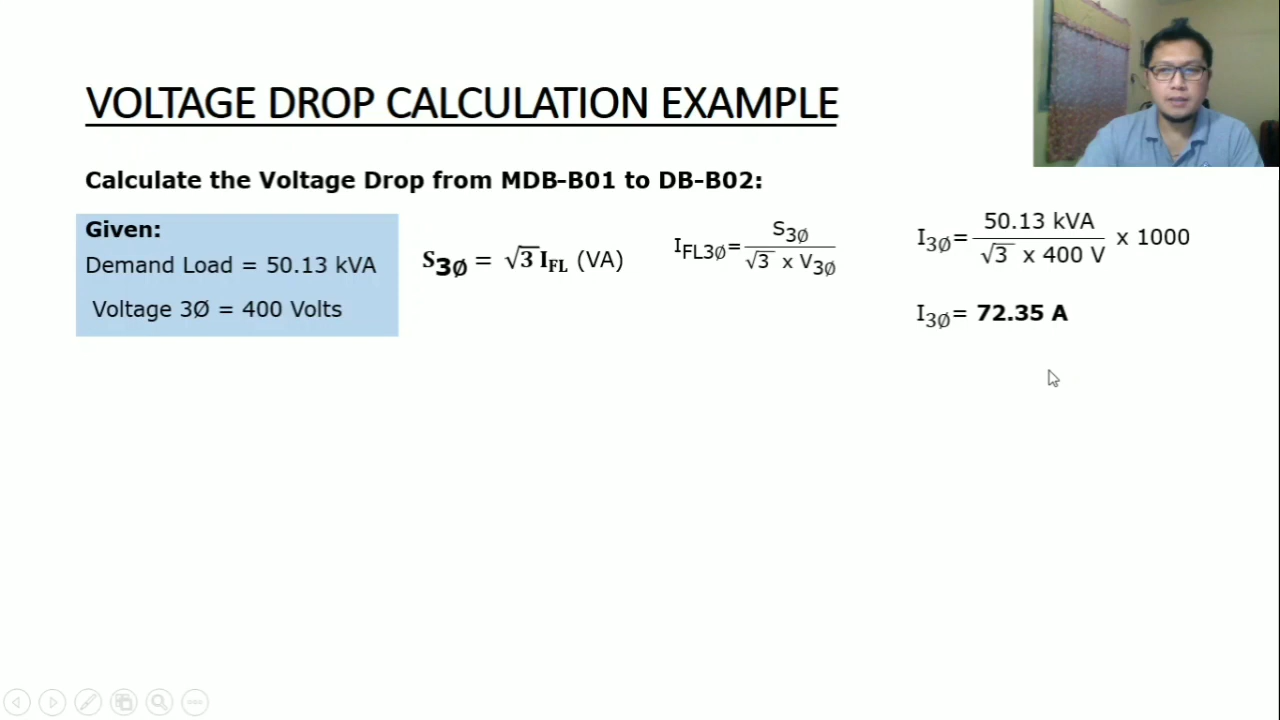 VOLTAGE DROP CALCULATION EXAMPLE
Calculate the Voltage Drop from MDB-B01 to DB-B02:
Given:
Demand Load = 50.13 kVA
Voltage 3Ø = 400 Volts
S3Ø = √3 IFL (VA)
IFL3Ø= S3Ø / √3 x V3Ø
I3Ø= 50.13 kVA / √3 x 400 V x 1000
I3Ø= 72.35 A